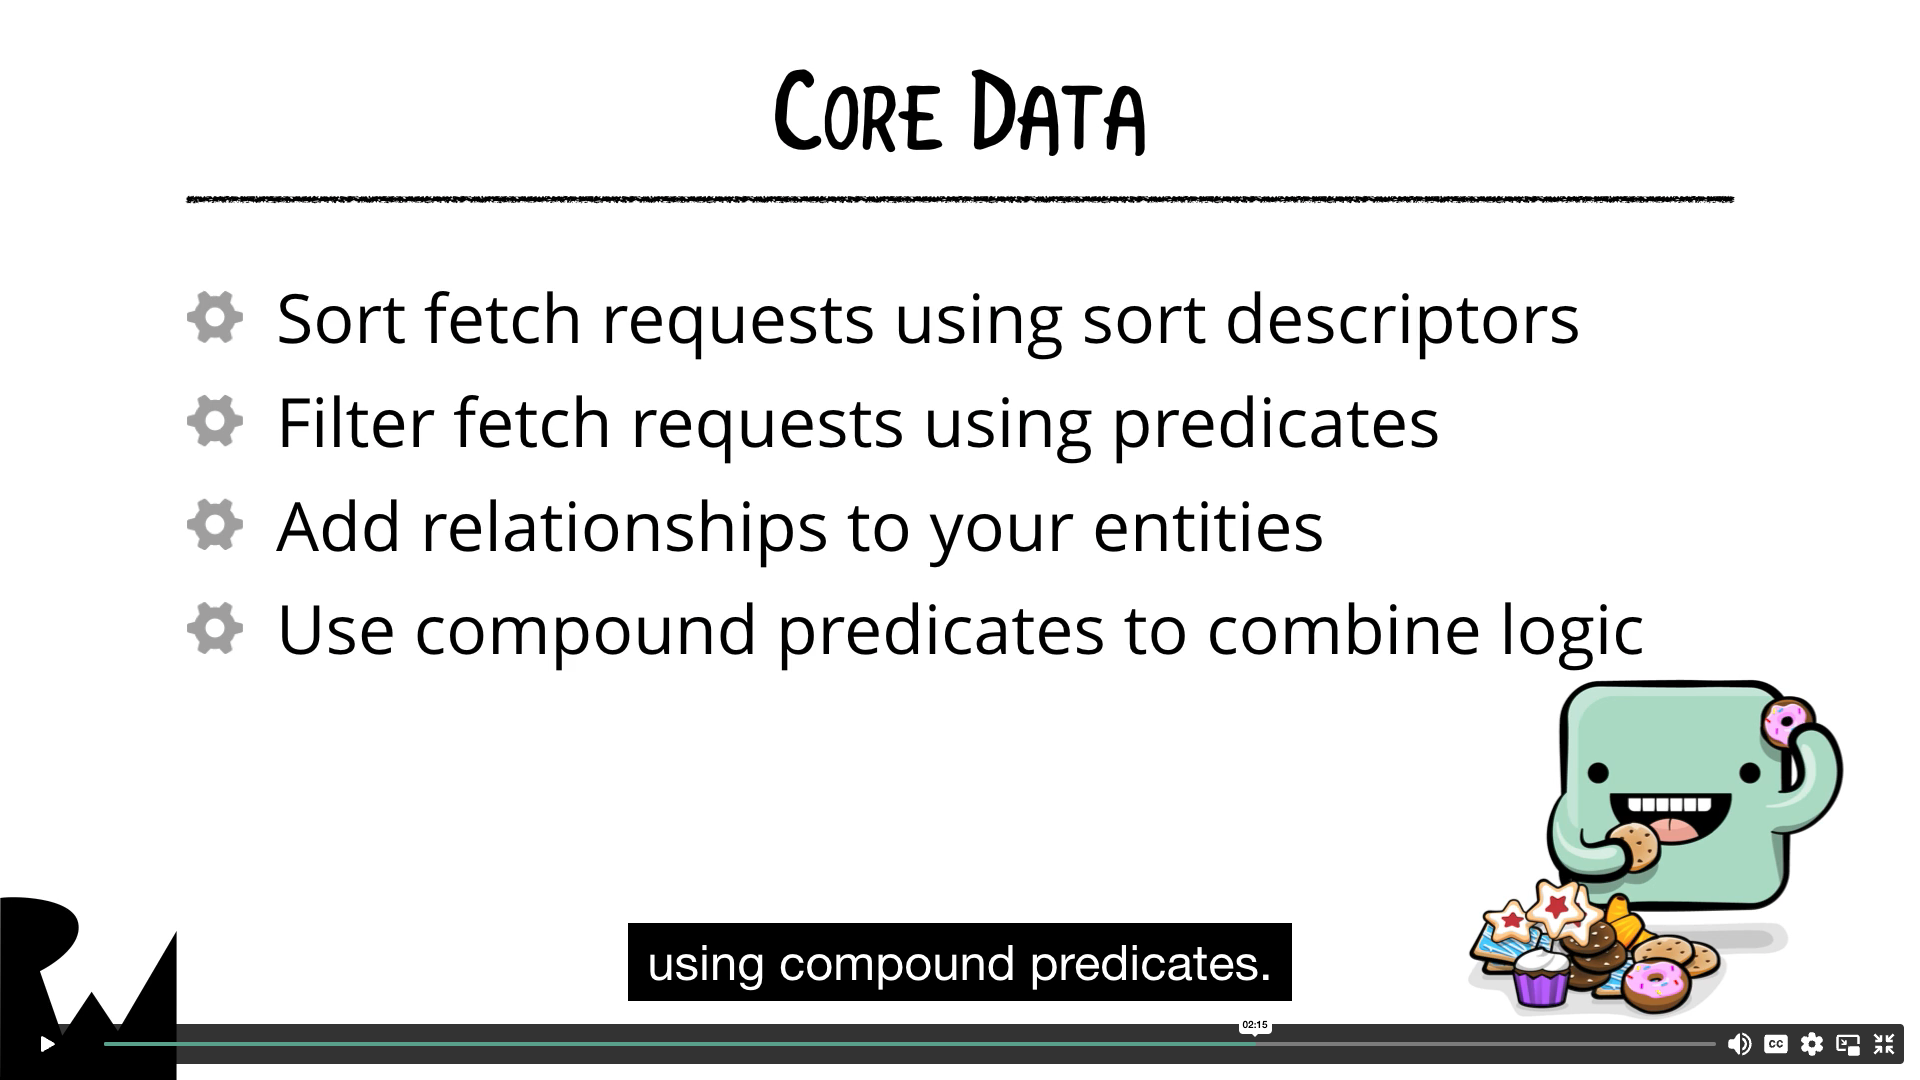 Core Data
Sort fetch requests using sort descriptors
Filter fetch requests using predicates
Add relationships to your entities
Use compound predicates to combine logic
using compound predicates.
02:15
CC